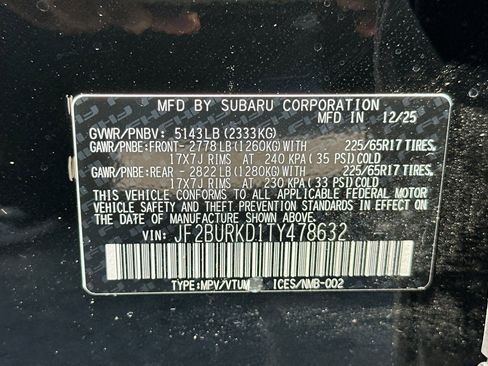 MFD BY SUBARU CORPORATION
MFD IN 12/25
GVWR/PNBV: 5143LB (2333KG)
GAWR/PNBE:FRONT- 2778 LB (1260KG) WITH 225/65R17 TIRES,
17X7J RIMS AT 240 KPA (35 PSI) COLD
GAWR/PNBE:REAR - 2822 LB (1280KG) WITH 225/65R17 TIRES,
17X7J RIMS AT 230 KPA (33 PSI) COLD
THIS VEHICLE CONFORMS TO ALL APPLICABLE FEDERAL MOTOR
VEHICLE SAFETY AND BUMPER AND THEFT PREVENTION STANDARDS
IN EFFECT ON THE DATE OF MANUFACTURE SHOWN ABOVE.
VIN: JF2BURKD1TY478632
TYPE:MPV/VTUM ICES/NMB-002